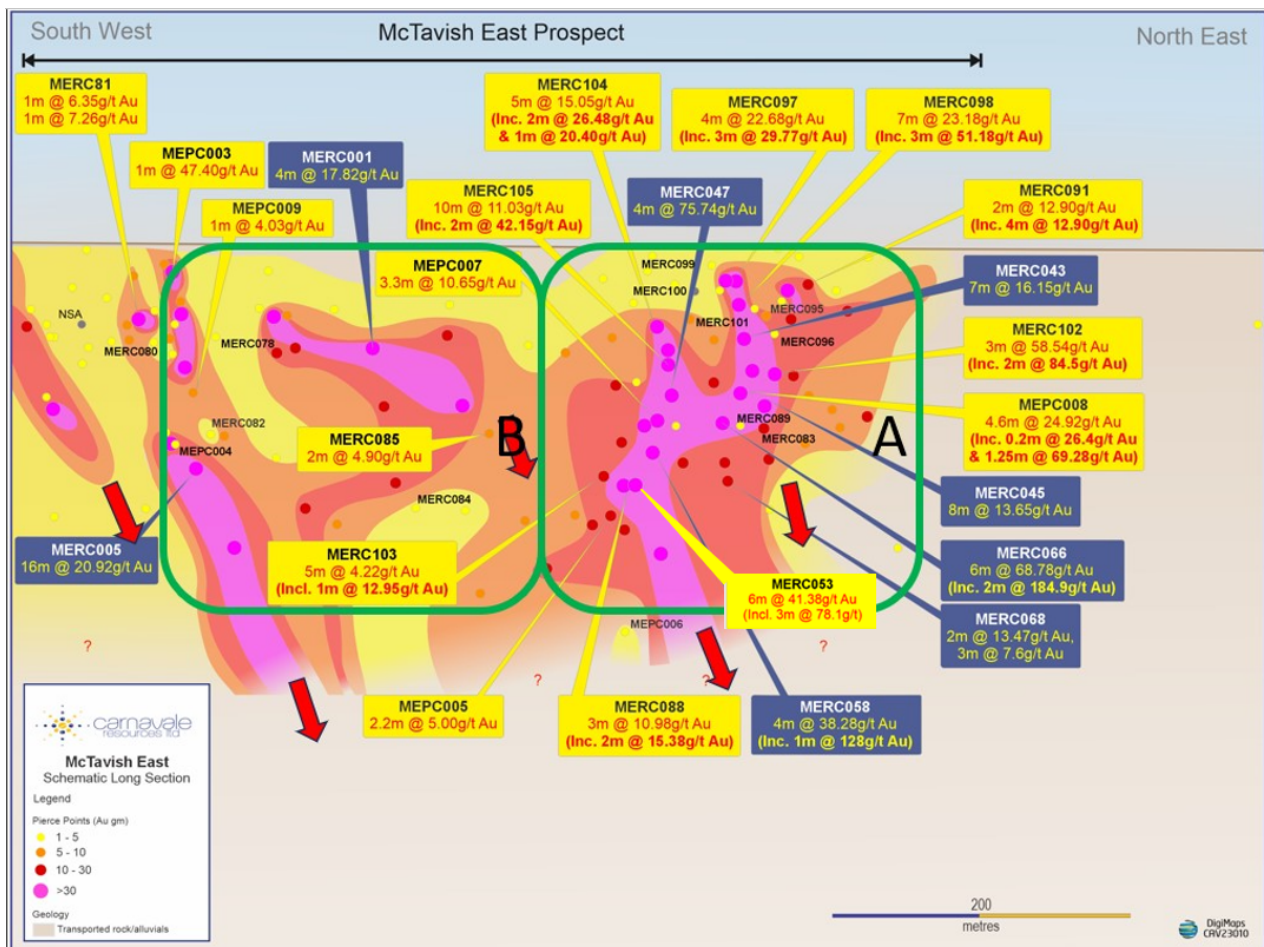 South West
McTavish East Prospect
North East
MERC81
1m @ 6.35g/t Au
1m @ 7.26g/t Au
MEPC003
1m @ 47.40g/t Au
MERC001
4m @ 17.82g/t Au
MEPC009
1m @ 4.03g/t Au
MERC104
5m @ 15.05g/t Au
(Inc. 2m @ 26.48g/t Au
& 1m @ 20.40g/t Au)
MERC097
4m @ 22.68g/t Au
(Inc. 3m @ 29.77g/t Au)
MERC098
7m @ 23.18g/t Au
(Inc. 3m @ 51.18g/t Au)
MERC105
10m @ 11.03g/t Au
(Inc. 2m @ 42.15g/t Au)
MERC047
4m @ 75.74g/t Au
MERC091
2m @ 12.90g/t Au
(Inc. 4m @ 12.90g/t Au)
MEPC007
3.3m @ 10.65g/t Au
MERC099
MERC100
MERC043
7m @ 16.15g/t Au
NSA
MERC080
MERC078
MERC101
MERC095
MERC096
MERC102
3m @ 58.54g/t Au
(Inc. 2m @ 84.5g/t Au)
MERC082
MEPC004
MERC085
2m @ 4.90g/t Au
B
MERC089
MERC083
A
MEPC008
4.6m @ 24.92g/t Au
(Inc. 0.2m @ 26.4g/t Au
& 1.25m @ 69.28g/t Au)
MERC084
MERC045
8m @ 13.65g/t Au
MERC005
16m @ 20.92g/t Au
MERC103
5m @ 4.22g/t Au
(Incl. 1m @ 12.95g/t Au)
MERC053
6m @ 41.38g/t Au
(Incl. 3m @ 78.1g/t)
MERC066
6m @ 68.78g/t Au
(Inc. 2m @ 184.9g/t Au)
MEPC006
MERC068
2m @ 13.47g/t Au,
3m @ 7.6g/t Au
?
?
?
?
MEPC005
2.2m @ 5.00g/t Au
MERC088
3m @ 10.98g/t Au
(Inc. 2m @ 15.38g/t Au)
MERC058
4m @ 38.28g/t Au
(Inc. 1m @ 128g/t Au)
carnavale
resources ltd
McTavish East
Schematic Long Section
Legend
Pierce Points (Au gm)
1 - 5
5 - 10
10 - 30
>30
Geology
Transported rock/alluvials
200
metres
DigiMaps
CAV23010